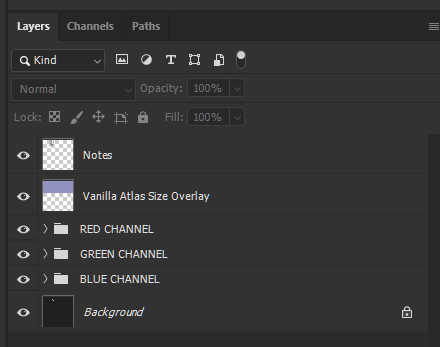 Layers Channels Paths
Kind
Normal Opacity: 100%
Lock: Fill: 100%
Notes
Vanilla Atlas Size Overlay
RED CHANNEL
GREEN CHANNEL
BLUE CHANNEL
Background